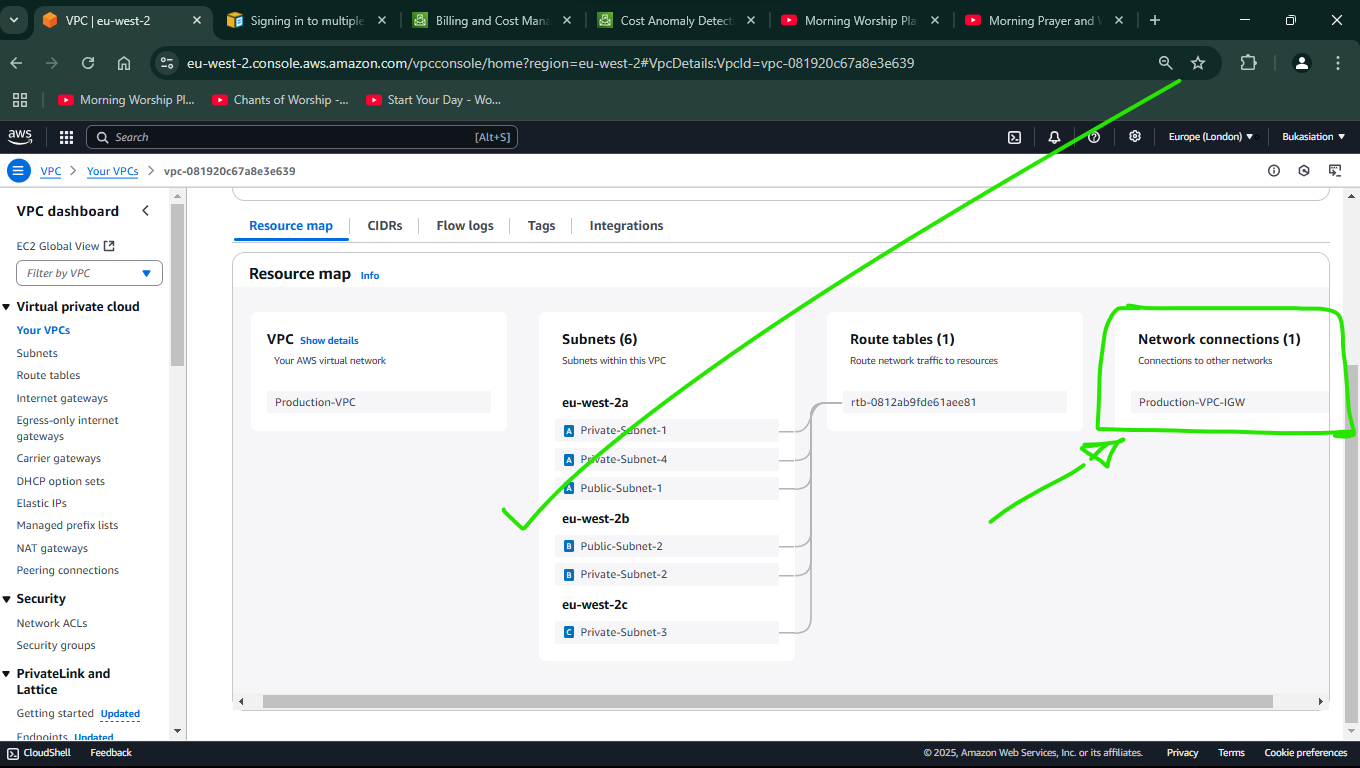 VPC | eu-west-2
Signing in to multiple
Billing and Cost Mana
Cost Anomaly Detecti
Morning Worship Pla
Morning Prayer and
eu-west-2.console.aws.amazon.com/vpcconsole/home?region=eu-west-2#VpcDetails:VpcId=vpc-081920c67a8e3e639
Morning Worship Pl...
Chants of Worship -...
Start Your Day - Wo...
aws
Search
[Alt+S]
Europe (London)
Bukasiation
VPC
Your VPCs
vpc-081920c67a8e3e639
VPC dashboard
EC2 Global View
Filter by VPC
Virtual private cloud
Your VPCs
Subnets
Route tables
Internet gateways
Egress-only internet
gateways
Carrier gateways
DHCP option sets
Elastic IPs
Managed prefix lists
NAT gateways
Peering connections
Security
Network ACLs
Security groups
PrivateLink and
Lattice
Getting started Updated
Endpoints Updated
Resource map
CIDRs
Flow logs
Tags
Integrations
Resource map Info
VPC Show details
Your AWS virtual network
Production-VPC
Subnets (6)
Subnets within this VPC
eu-west-2a
A Private-Subnet-1
A Private-Subnet-4
A Public-Subnet-1
eu-west-2b
B Public-Subnet-2
B Private-Subnet-2
eu-west-2c
C Private-Subnet-3
Route tables (1)
Route network traffic to resources
rtb-0812ab9fde61aee81
Network connections (1)
Connections to other networks
Production-VPC-IGW
CloudShell
Feedback
© 2025, Amazon Web Services, Inc. or its affiliates.
Privacy
Terms
Cookie preferences